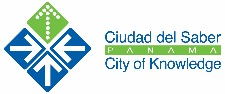 Ciudad del Saber
PANAMA
City of Knowledge